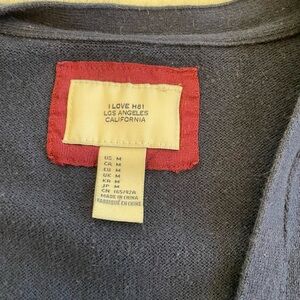 I LOVE H81
LOS ANGELES
CALIFORNIA
US M
CA M
EU M
UK M
KR M
JP M
CN 165/92A
MADE IN CHINA
FABRIQUÉ EN CHINE